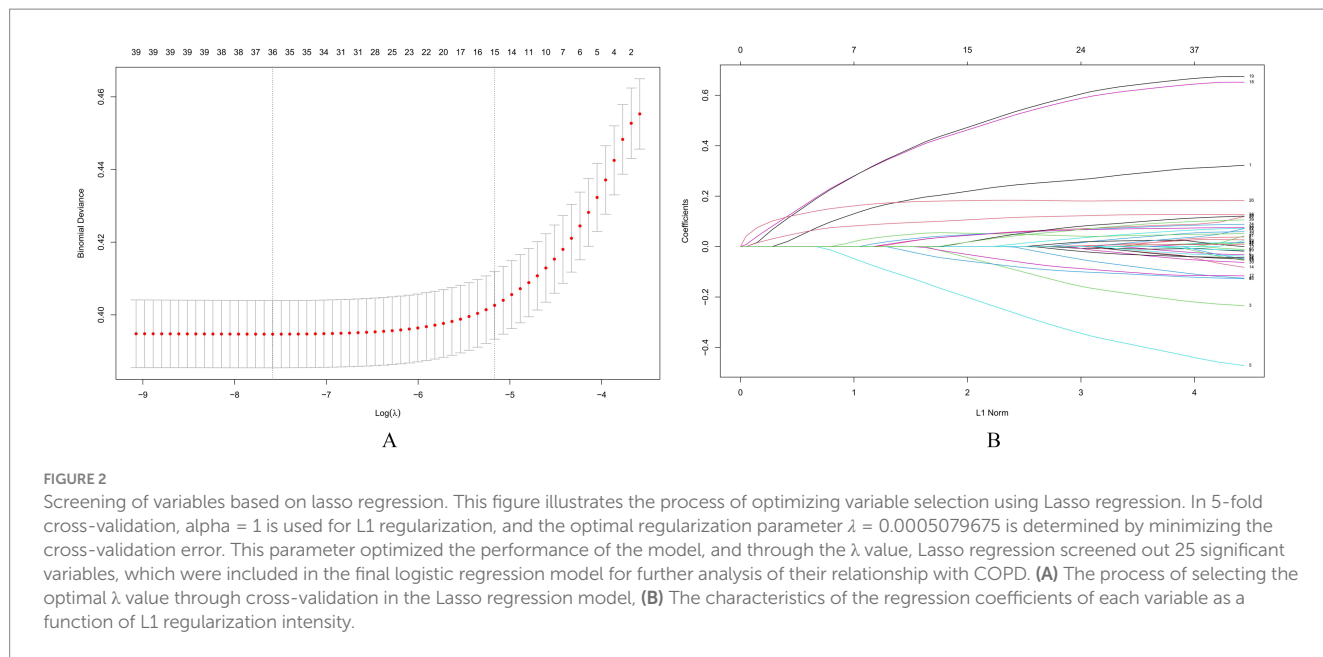 39 39 39 39 39 38 38 37 36 35 35 34 31 31 28 25 23 22 20 17 16 15 14 11 10 7 6 5 4 2
0.46
0.44
0.42
0.40
Binomial Deviance
−9 −8 −7 −6 −5 −4
Log(λ)
A
0 7 15 24 37
0.6
0.4
0.2
0.0
−0.2
−0.4
Coefficients
19
18
1
26
14
3
5
0 1 2 3 4
L1 Norm
B
FIGURE 2
Screening of variables based on lasso regression. This figure illustrates the process of optimizing variable selection using Lasso regression. In 5-fold
cross-validation, alpha = 1 is used for L1 regularization, and the optimal regularization parameter λ = 0.0005079675 is determined by minimizing the
cross-validation error. This parameter optimized the performance of the model, and through the λ value, Lasso regression screened out 25 significant
variables, which were included in the final logistic regression model for further analysis of their relationship with COPD. (A) The process of selecting the
optimal λ value through cross-validation in the Lasso regression model, (B) The characteristics of the regression coefficients of each variable as a
function of L1 regularization intensity.